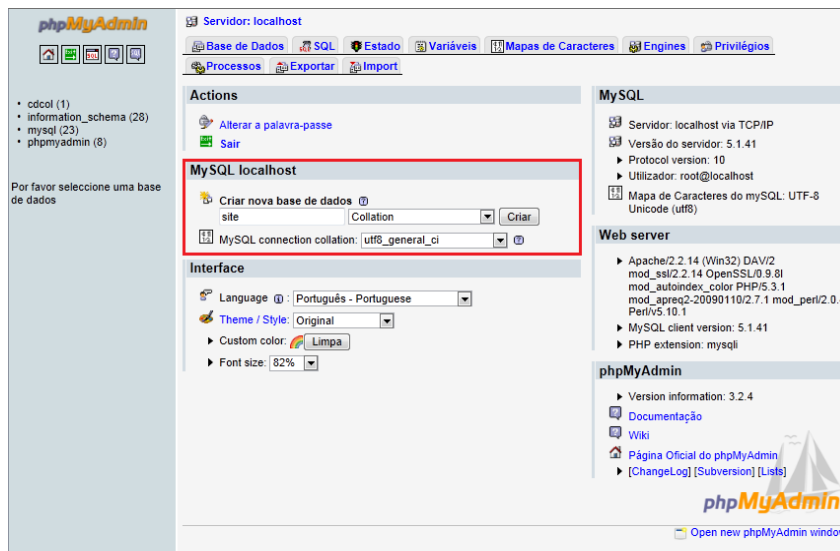 phpMyAdmin
SQL
cdcol (1)
information_schema (28)
mysql (23)
phpmyadmin (8)
Por favor seleccione uma base
de dados
Servidor: localhost
Base de Dados SQL Estado Variáveis Mapas de Caracteres Engines Privilégios
Processos Exportar Import
Actions
Alterar a palavra-passe
Sair
MySQL localhost
Criar nova base de dados
site Collation Criar
MySQL connection collation: utf8_general_ci
Interface
Language : Português - Portuguese
Theme / Style: Original
Custom color: Limpa
Font size: 82%
MySQL
Servidor: localhost via TCP/IP
Versão do servidor: 5.1.41
Protocol version: 10
Utilizador: root@localhost
Mapa de Caracteres do mySQL: UTF-8
Unicode (utf8)
Web server
Apache/2.2.14 (Win32) DAV/2
mod_ssl/2.2.14 OpenSSL/0.9.8l
mod_autoindex_color PHP/5.3.1
mod_apreq2-20090110/2.7.1 mod_perl/2.0.
Perl/v5.10.1
MySQL client version: 5.1.41
PHP extension: mysqli
phpMyAdmin
Version information: 3.2.4
Documentação
Wiki
Página Oficial do phpMyAdmin
[ChangeLog] [Subversion] [Lists]
phpMyAdmin
Open new phpMyAdmin window